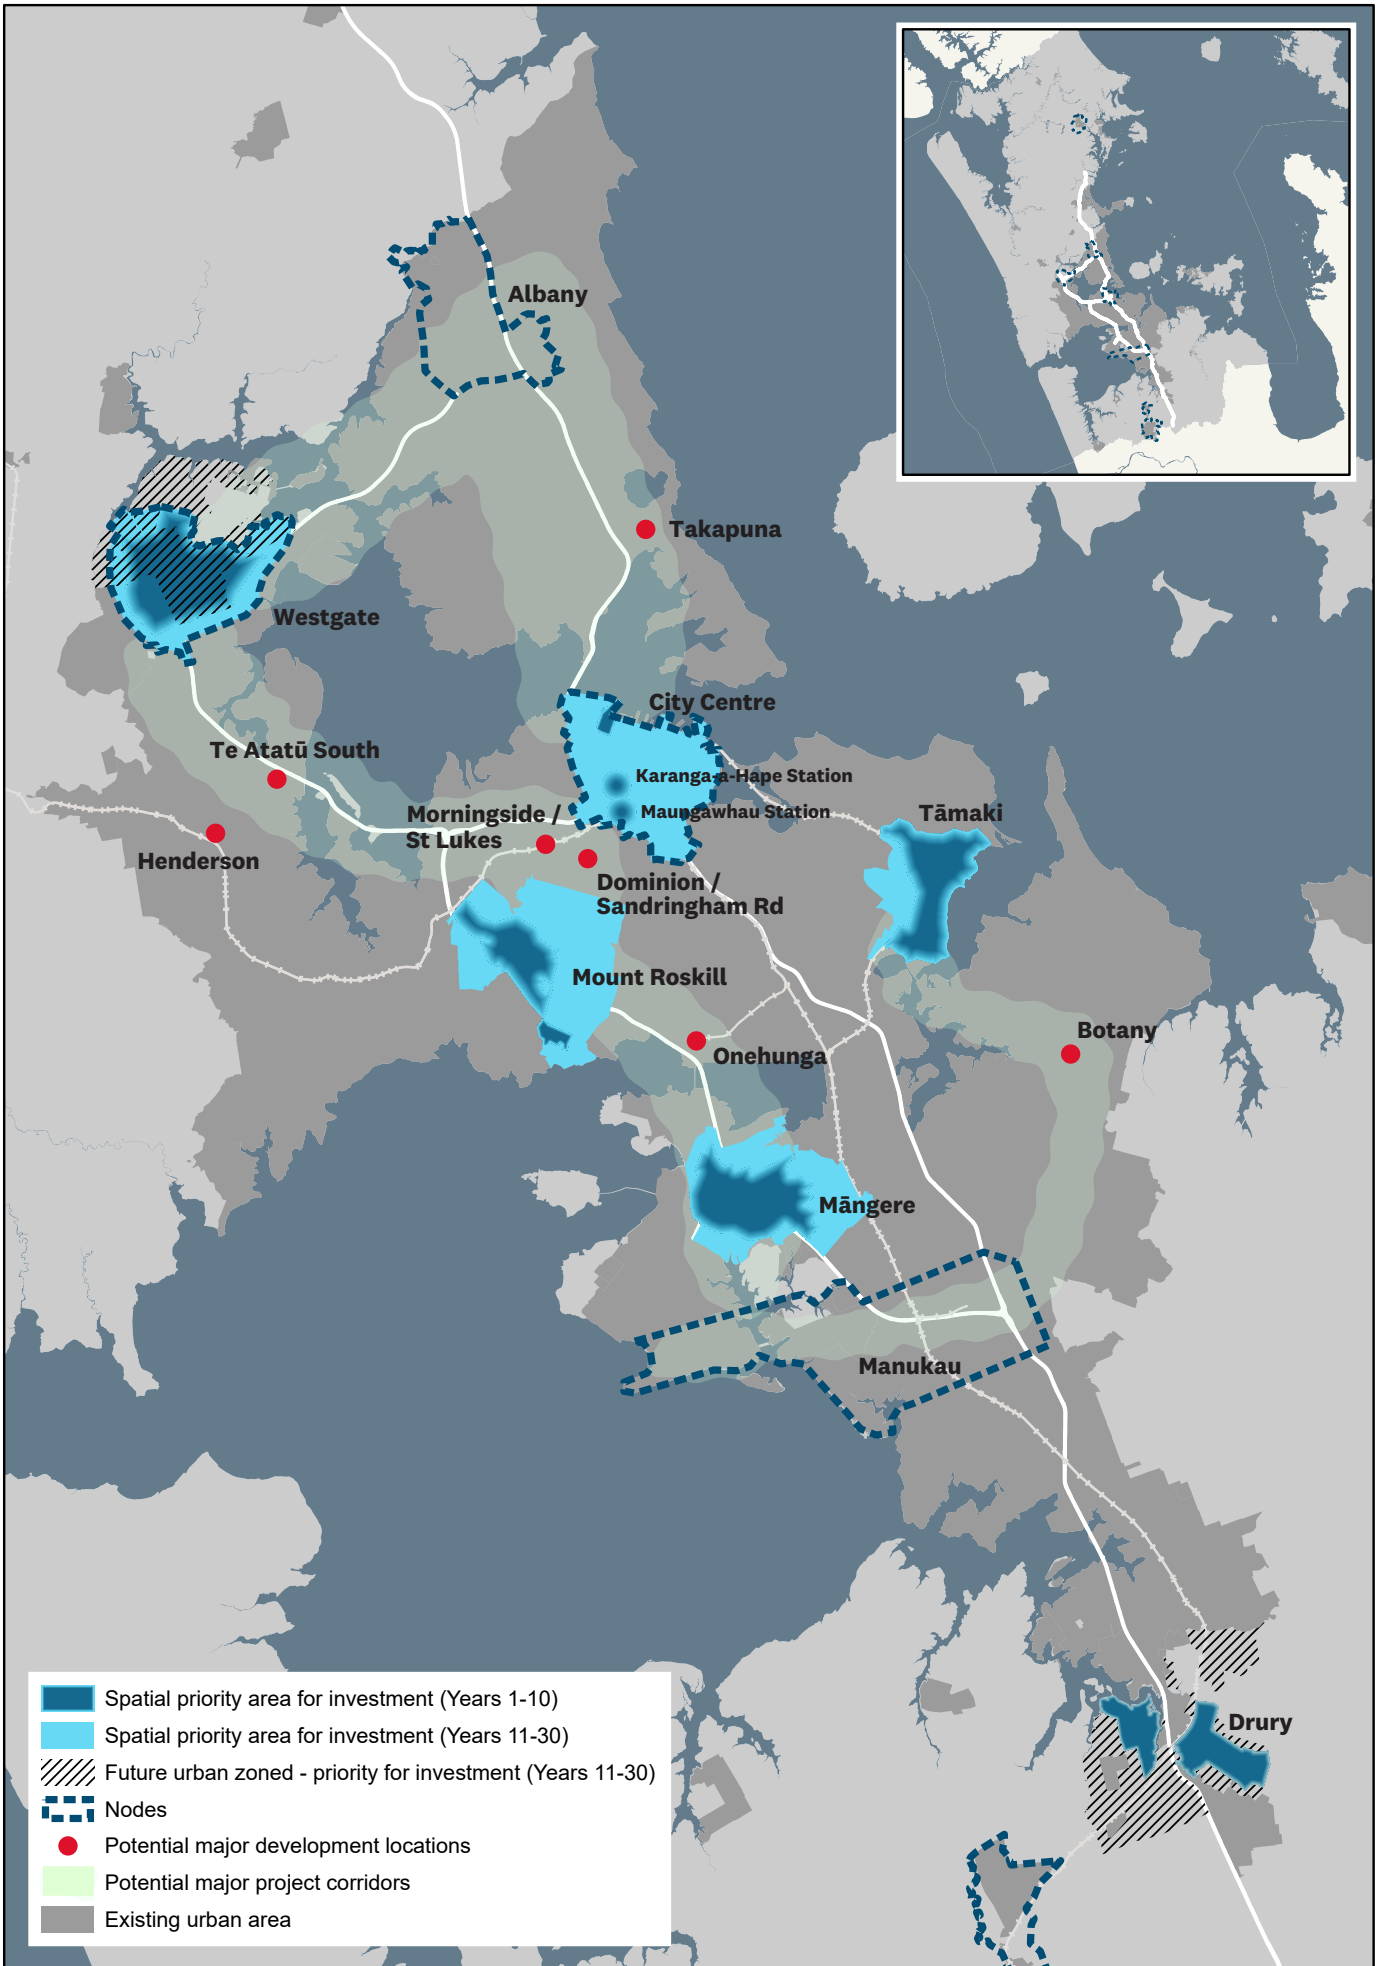 Albany
Takapuna
Westgate
City Centre
Te Atatū South
Karanga-a-Hape Station
Morningside /
St Lukes
Maungawhau Station
Tāmaki
Henderson
Dominion /
Sandringham Rd
Mount Roskill
Botany
Onehunga
Māngere
Manukau
Drury
Spatial priority area for investment (Years 1-10)
Spatial priority area for investment (Years 11-30)
Future urban zoned - priority for investment (Years 11-30)
Nodes
Potential major development locations
Potential major project corridors
Existing urban area